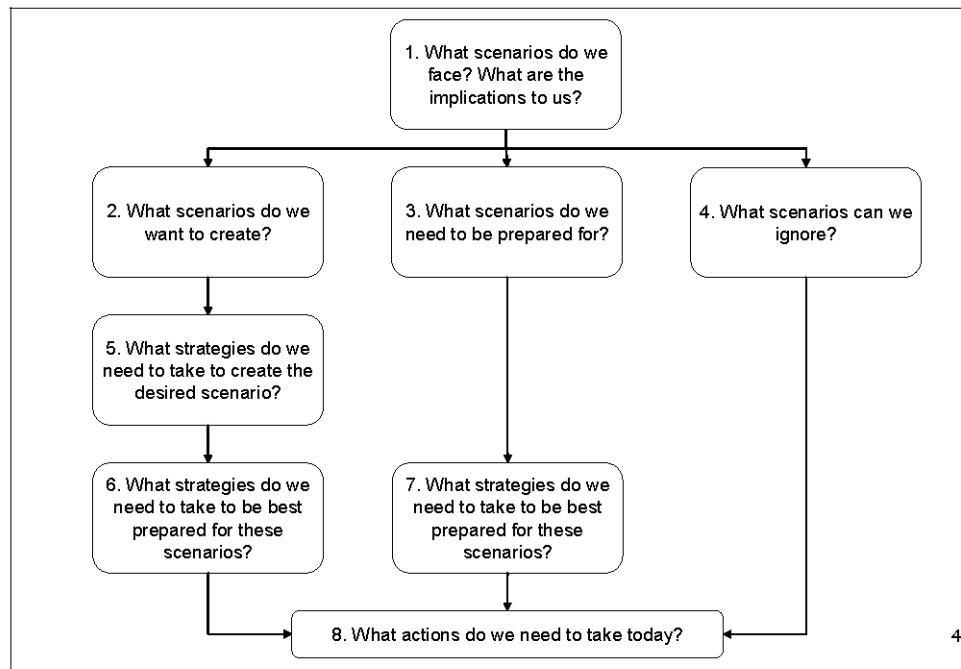 1. What scenarios do we
face? What are the
implications to us?
2. What scenarios do we
want to create?
3. What scenarios do we
need to be prepared for?
4. What scenarios can we
ignore?
5. What strategies do we
need to take to create the
desired scenario?
6. What strategies do we
need to take to be best
prepared for these
scenarios?
7. What strategies do we
need to take to be best
prepared for these
scenarios?
8. What actions do we need to take today?
4